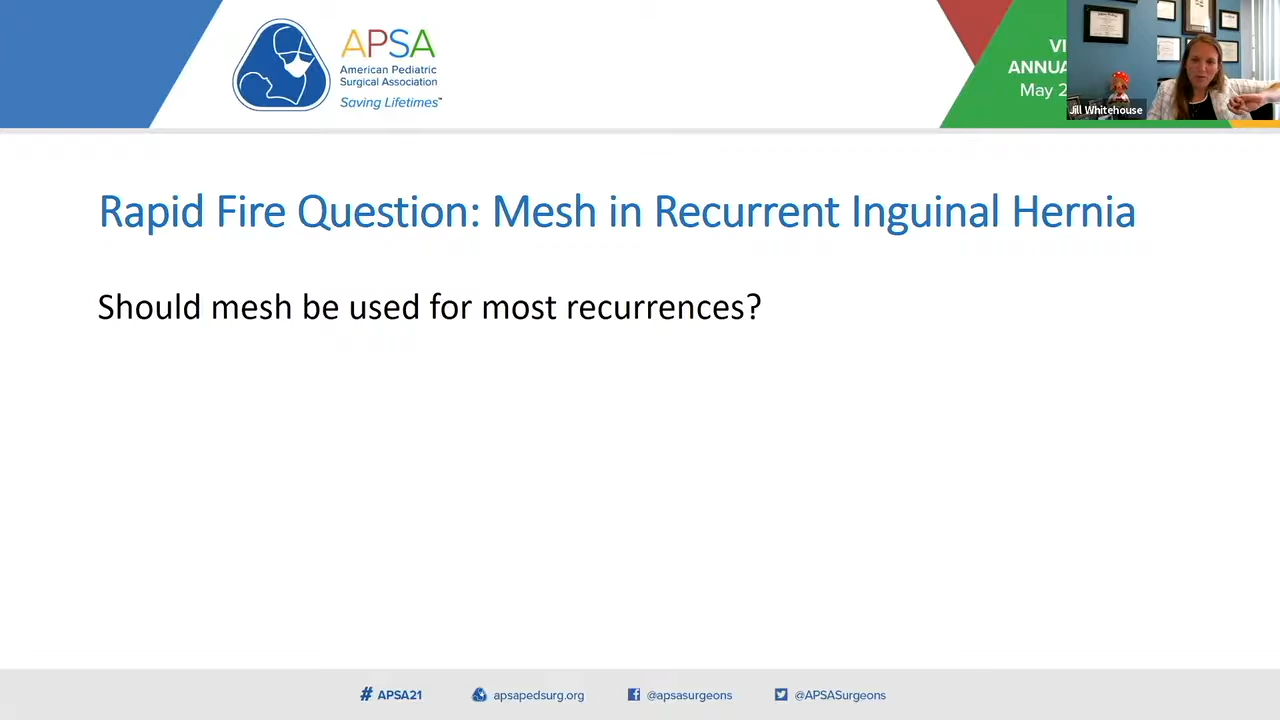 APSA
American Pediatric
Surgical Association
Saving Lifetimes™
VI
ANNUA
May 2
Jill Whitehouse
Rapid Fire Question: Mesh in Recurrent Inguinal Hernia
Should mesh be used for most recurrences?
# APSA21
apsapedsurg.org
@apsasurgeons
@APSASurgeons